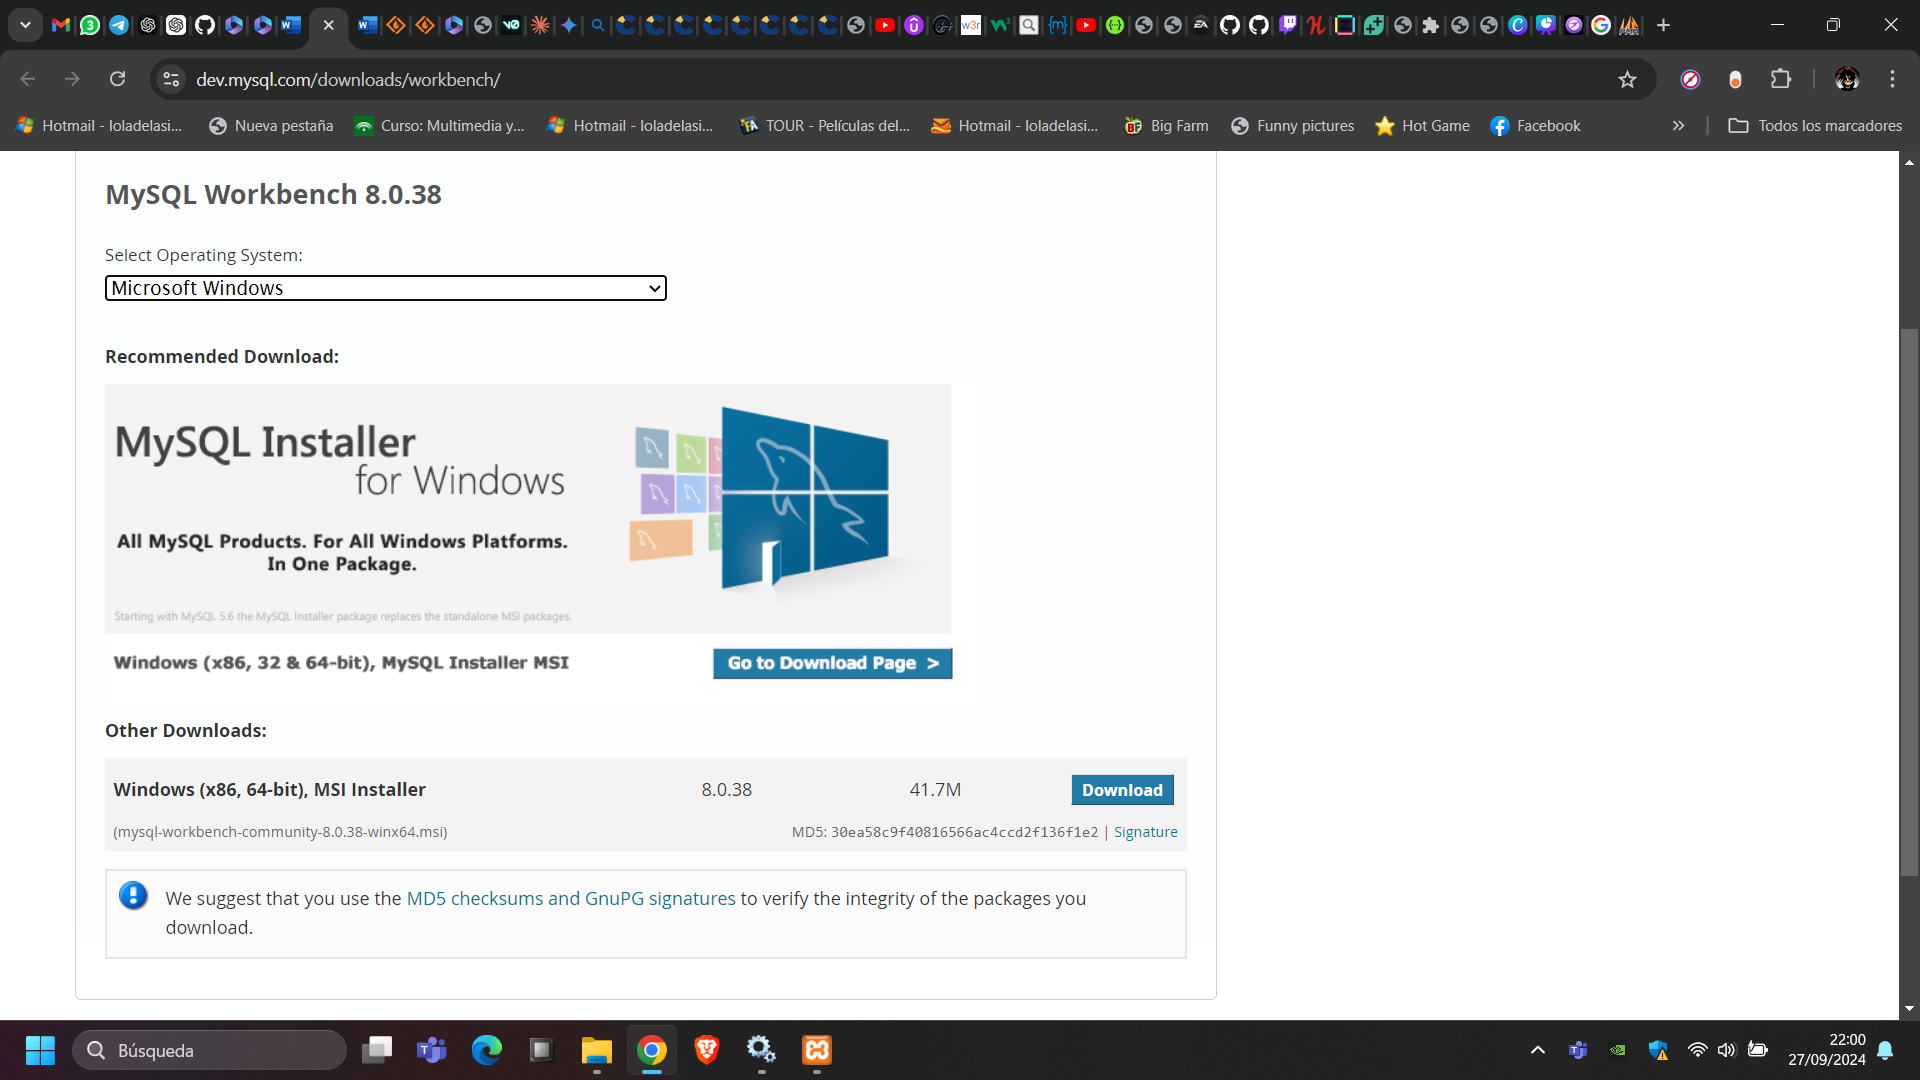 dev.mysql.com/downloads/workbench/
Hotmail - loladelasi...
Nueva pestaña
Curso: Multimedia y...
Hotmail - loladelasi...
TOUR - Películas del...
Hotmail - loladelasi...
Big Farm
Funny pictures
Hot Game
Facebook
Todos los marcadores
MySQL Workbench 8.0.38
Select Operating System:
Microsoft Windows
Recommended Download:
MySQL Installer
for Windows
All MySQL Products. For All Windows Platforms.
In One Package.
Starting with MySQL 5.6 the MySQL Installer package replaces the standalone MSI packages.
Windows (x86, 32 & 64-bit), MySQL Installer MSI
Go to Download Page >
Other Downloads:
Windows (x86, 64-bit), MSI Installer
8.0.38
41.7M
Download
(mysql-workbench-community-8.0.38-winx64.msi)
MD5: 30ea58c9f40816566ac4ccd2f136f1e2 | Signature
We suggest that you use the MD5 checksums and GnuPG signatures to verify the integrity of the packages you
download.
Búsqueda
22:00
27/09/2024